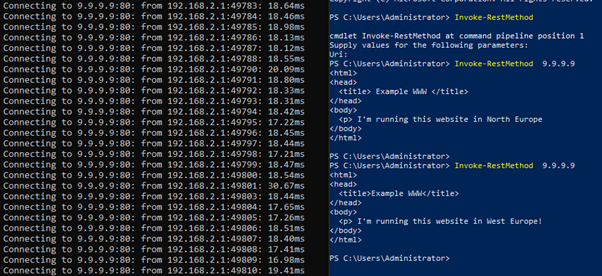 Connecting to 9.9.9.9:80: from 192.168.2.1:49783: 18.64ms
Connecting to 9.9.9.9:80: from 192.168.2.1:49784: 18.46ms
Connecting to 9.9.9.9:80: from 192.168.2.1:49785: 18.98ms
Connecting to 9.9.9.9:80: from 192.168.2.1:49786: 18.13ms
Connecting to 9.9.9.9:80: from 192.168.2.1:49787: 18.12ms
Connecting to 9.9.9.9:80: from 192.168.2.1:49788: 18.55ms
Connecting to 9.9.9.9:80: from 192.168.2.1:49790: 20.09ms
Connecting to 9.9.9.9:80: from 192.168.2.1:49791: 18.80ms
Connecting to 9.9.9.9:80: from 192.168.2.1:49792: 18.33ms
Connecting to 9.9.9.9:80: from 192.168.2.1:49793: 18.31ms
Connecting to 9.9.9.9:80: from 192.168.2.1:49794: 18.42ms
Connecting to 9.9.9.9:80: from 192.168.2.1:49795: 17.22ms
Connecting to 9.9.9.9:80: from 192.168.2.1:49796: 18.45ms
Connecting to 9.9.9.9:80: from 192.168.2.1:49797: 18.44ms
Connecting to 9.9.9.9:80: from 192.168.2.1:49798: 17.21ms
Connecting to 9.9.9.9:80: from 192.168.2.1:49799: 18.47ms
Connecting to 9.9.9.9:80: from 192.168.2.1:49800: 18.54ms
Connecting to 9.9.9.9:80: from 192.168.2.1:49801: 30.67ms
Connecting to 9.9.9.9:80: from 192.168.2.1:49803: 18.44ms
Connecting to 9.9.9.9:80: from 192.168.2.1:49804: 17.65ms
Connecting to 9.9.9.9:80: from 192.168.2.1:49805: 17.26ms
Connecting to 9.9.9.9:80: from 192.168.2.1:49806: 18.51ms
Connecting to 9.9.9.9:80: from 192.168.2.1:49807: 18.40ms
Connecting to 9.9.9.9:80: from 192.168.2.1:49808: 17.41ms
Connecting to 9.9.9.9:80: from 192.168.2.1:49809: 16.98ms
Connecting to 9.9.9.9:80: from 192.168.2.1:49810: 19.41ms
PS C:\Users\Administrator> Invoke-RestMethod
cmdlet Invoke-RestMethod at command pipeline position 1
Supply values for the following parameters:
Uri:
PS C:\Users\Administrator> Invoke-RestMethod 9.9.9.9
<html>
<head>
<title> Example WWW </title>
</head>
<body>
<p> I'm running this website in North Europe
</body>
</html>
PS C:\Users\Administrator>
PS C:\Users\Administrator> Invoke-RestMethod 9.9.9.9
<html>
<head>
<title>Example WWW</title>
</head>
<body>
<p> I'm running this website in West Europe!
</body>
</html>
PS C:\Users\Administrator>